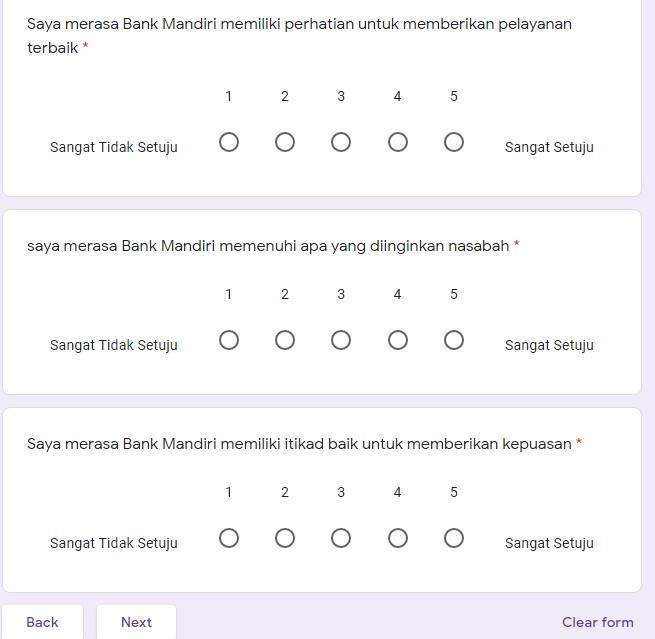 Saya merasa Bank Mandiri memiliki perhatian untuk memberikan pelayanan
terbaik *
1 2 3 4 5
Sangat Tidak Setuju Sangat Setuju
saya merasa Bank Mandiri memenuhi apa yang diinginkan nasabah *
1 2 3 4 5
Sangat Tidak Setuju Sangat Setuju
Saya merasa Bank Mandiri memiliki itikad baik untuk memberikan kepuasan *
1 2 3 4 5
Sangat Tidak Setuju Sangat Setuju
Back Next Clear form